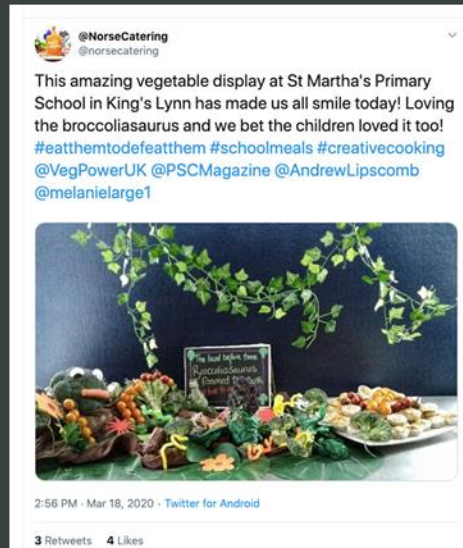 @NorseCatering
@norsecatering
This amazing vegetable display at St Martha's Primary
School in King's Lynn has made us all smile today! Loving
the broccoliasaurus and we bet the children loved it too!
#eatthemtodefeatthem #schoolmeals #creativecooking
@VegPowerUK @PSCMagazine @AndrewLipscomb
@melanielarge1
The land before time
roamed
2:56 PM · Mar 18, 2020 · Twitter for Android
3 Retweets 4 Likes